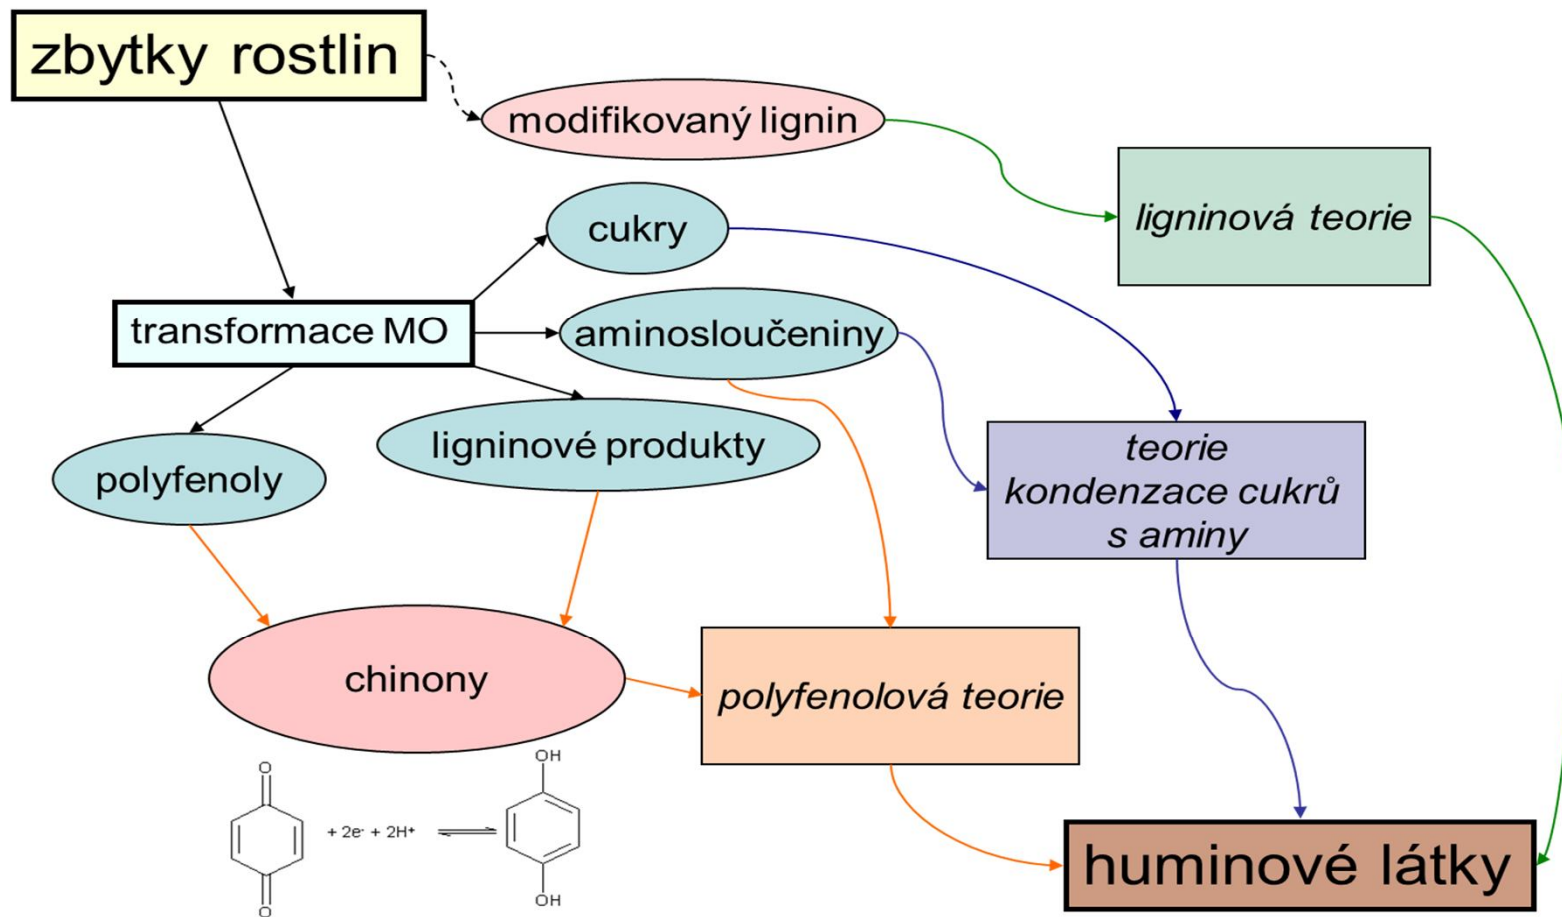 zbytky rostlin
modifikovaný lignin
ligninová teorie
cukry
transformace MO
aminosloučeniny
ligninové produkty
polyfenoly
teorie
kondenzace cukrů
s aminy
chinony
polyfenolová teorie
O
OH
+ 2e- + 2H+
O
OH
huminové látky